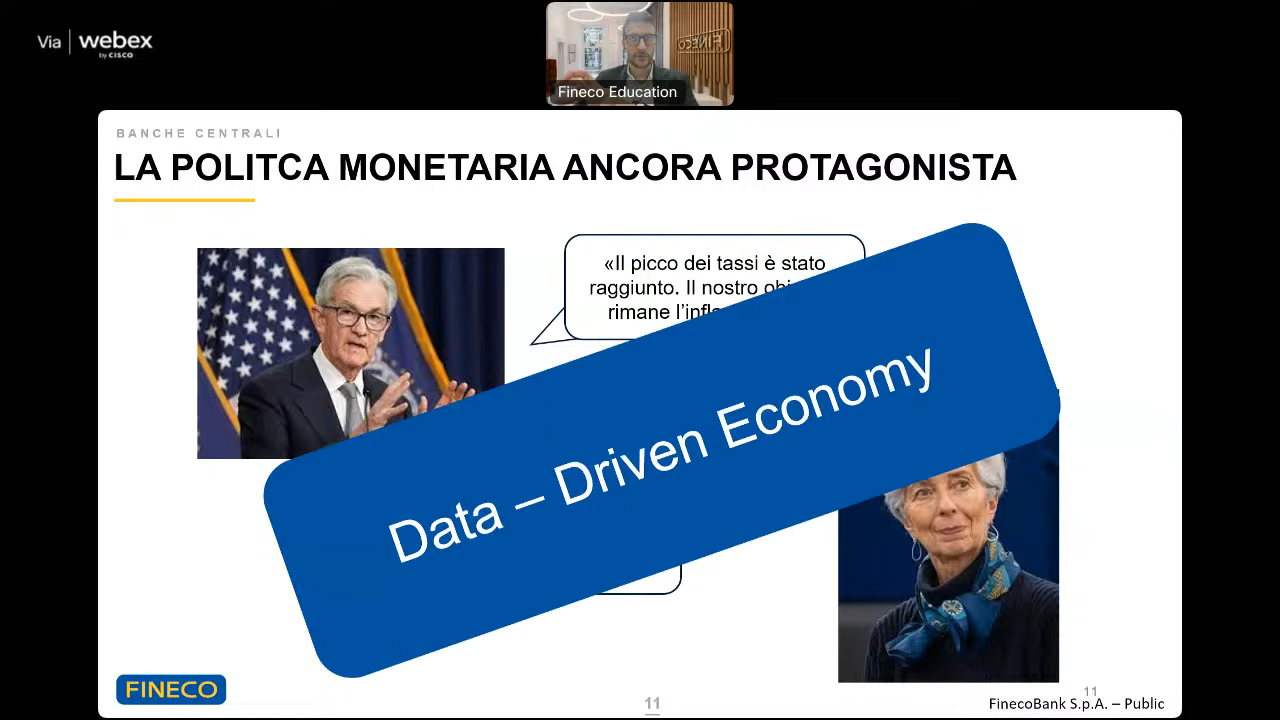 Via webex
by CISCO
FINECO
Fineco Education
BANCHE CENTRALI
LA POLITCA MONETARIA ANCORA PROTAGONISTA
«Il picco dei tassi è stato
raggiunto. Il nostro
rimane
Data – Driven Economy
FINECO
11
11
FinecoBank S.p.A. – Public